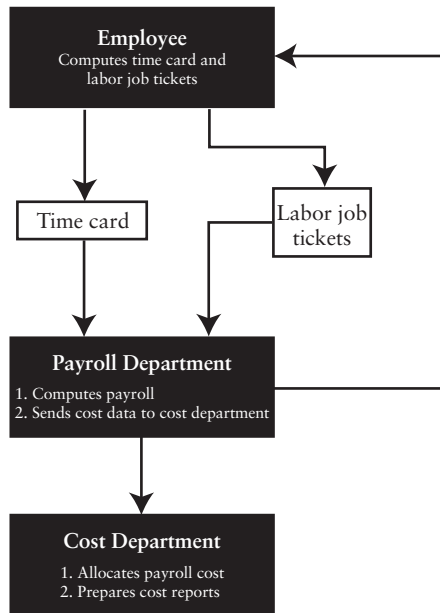 Employee
Computes time card and
labor job tickets
Time card
Labor job
tickets
Payroll Department
1. Computes payroll
2. Sends cost data to cost department
Cost Department
1. Allocates payroll cost
2. Prepares cost reports